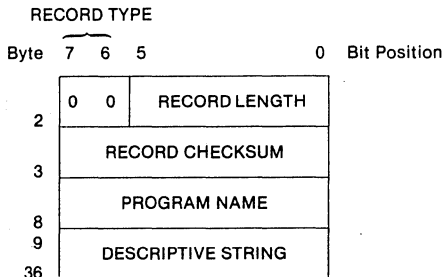 RECORD TYPE
Byte 7 6 5 0 Bit Position
0 0 RECORD LENGTH
2
RECORD CHECKSUM
3
PROGRAM NAME
8
9
DESCRIPTIVE STRING
36